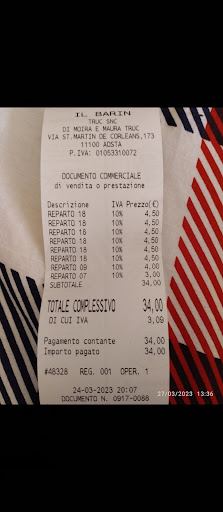 IL BARIN
TRUC SNC
DI MOIRA E MAURA TRUC
VIA ST.MARTIN DE CORLEANS,173
11100 AOSTA
P.IVA: 01053310072
DOCUMENTO COMMERCIALE
di vendita o prestazione
Descrizione IVA Prezzo(€)
REPARTO 18 10% 4,50
REPARTO 18 10% 4,50
REPARTO 18 10% 4,50
REPARTO 18 10% 4,50
REPARTO 18 10% 4,50
REPARTO 18 10% 4,50
REPARTO 09 10% 4,00
REPARTO 07 10% 3,00
SUBTOTALE 34,00
TOTALE COMPLESSIVO 34,00
DI CUI IVA 3,09
Pagamento contante 34,00
Importo pagato 34,00
#48328 REG. 001 OPER. 1
24-03-2023 20:07
DOCUMENTO N. 0917-0088
27/03/2023 13:36